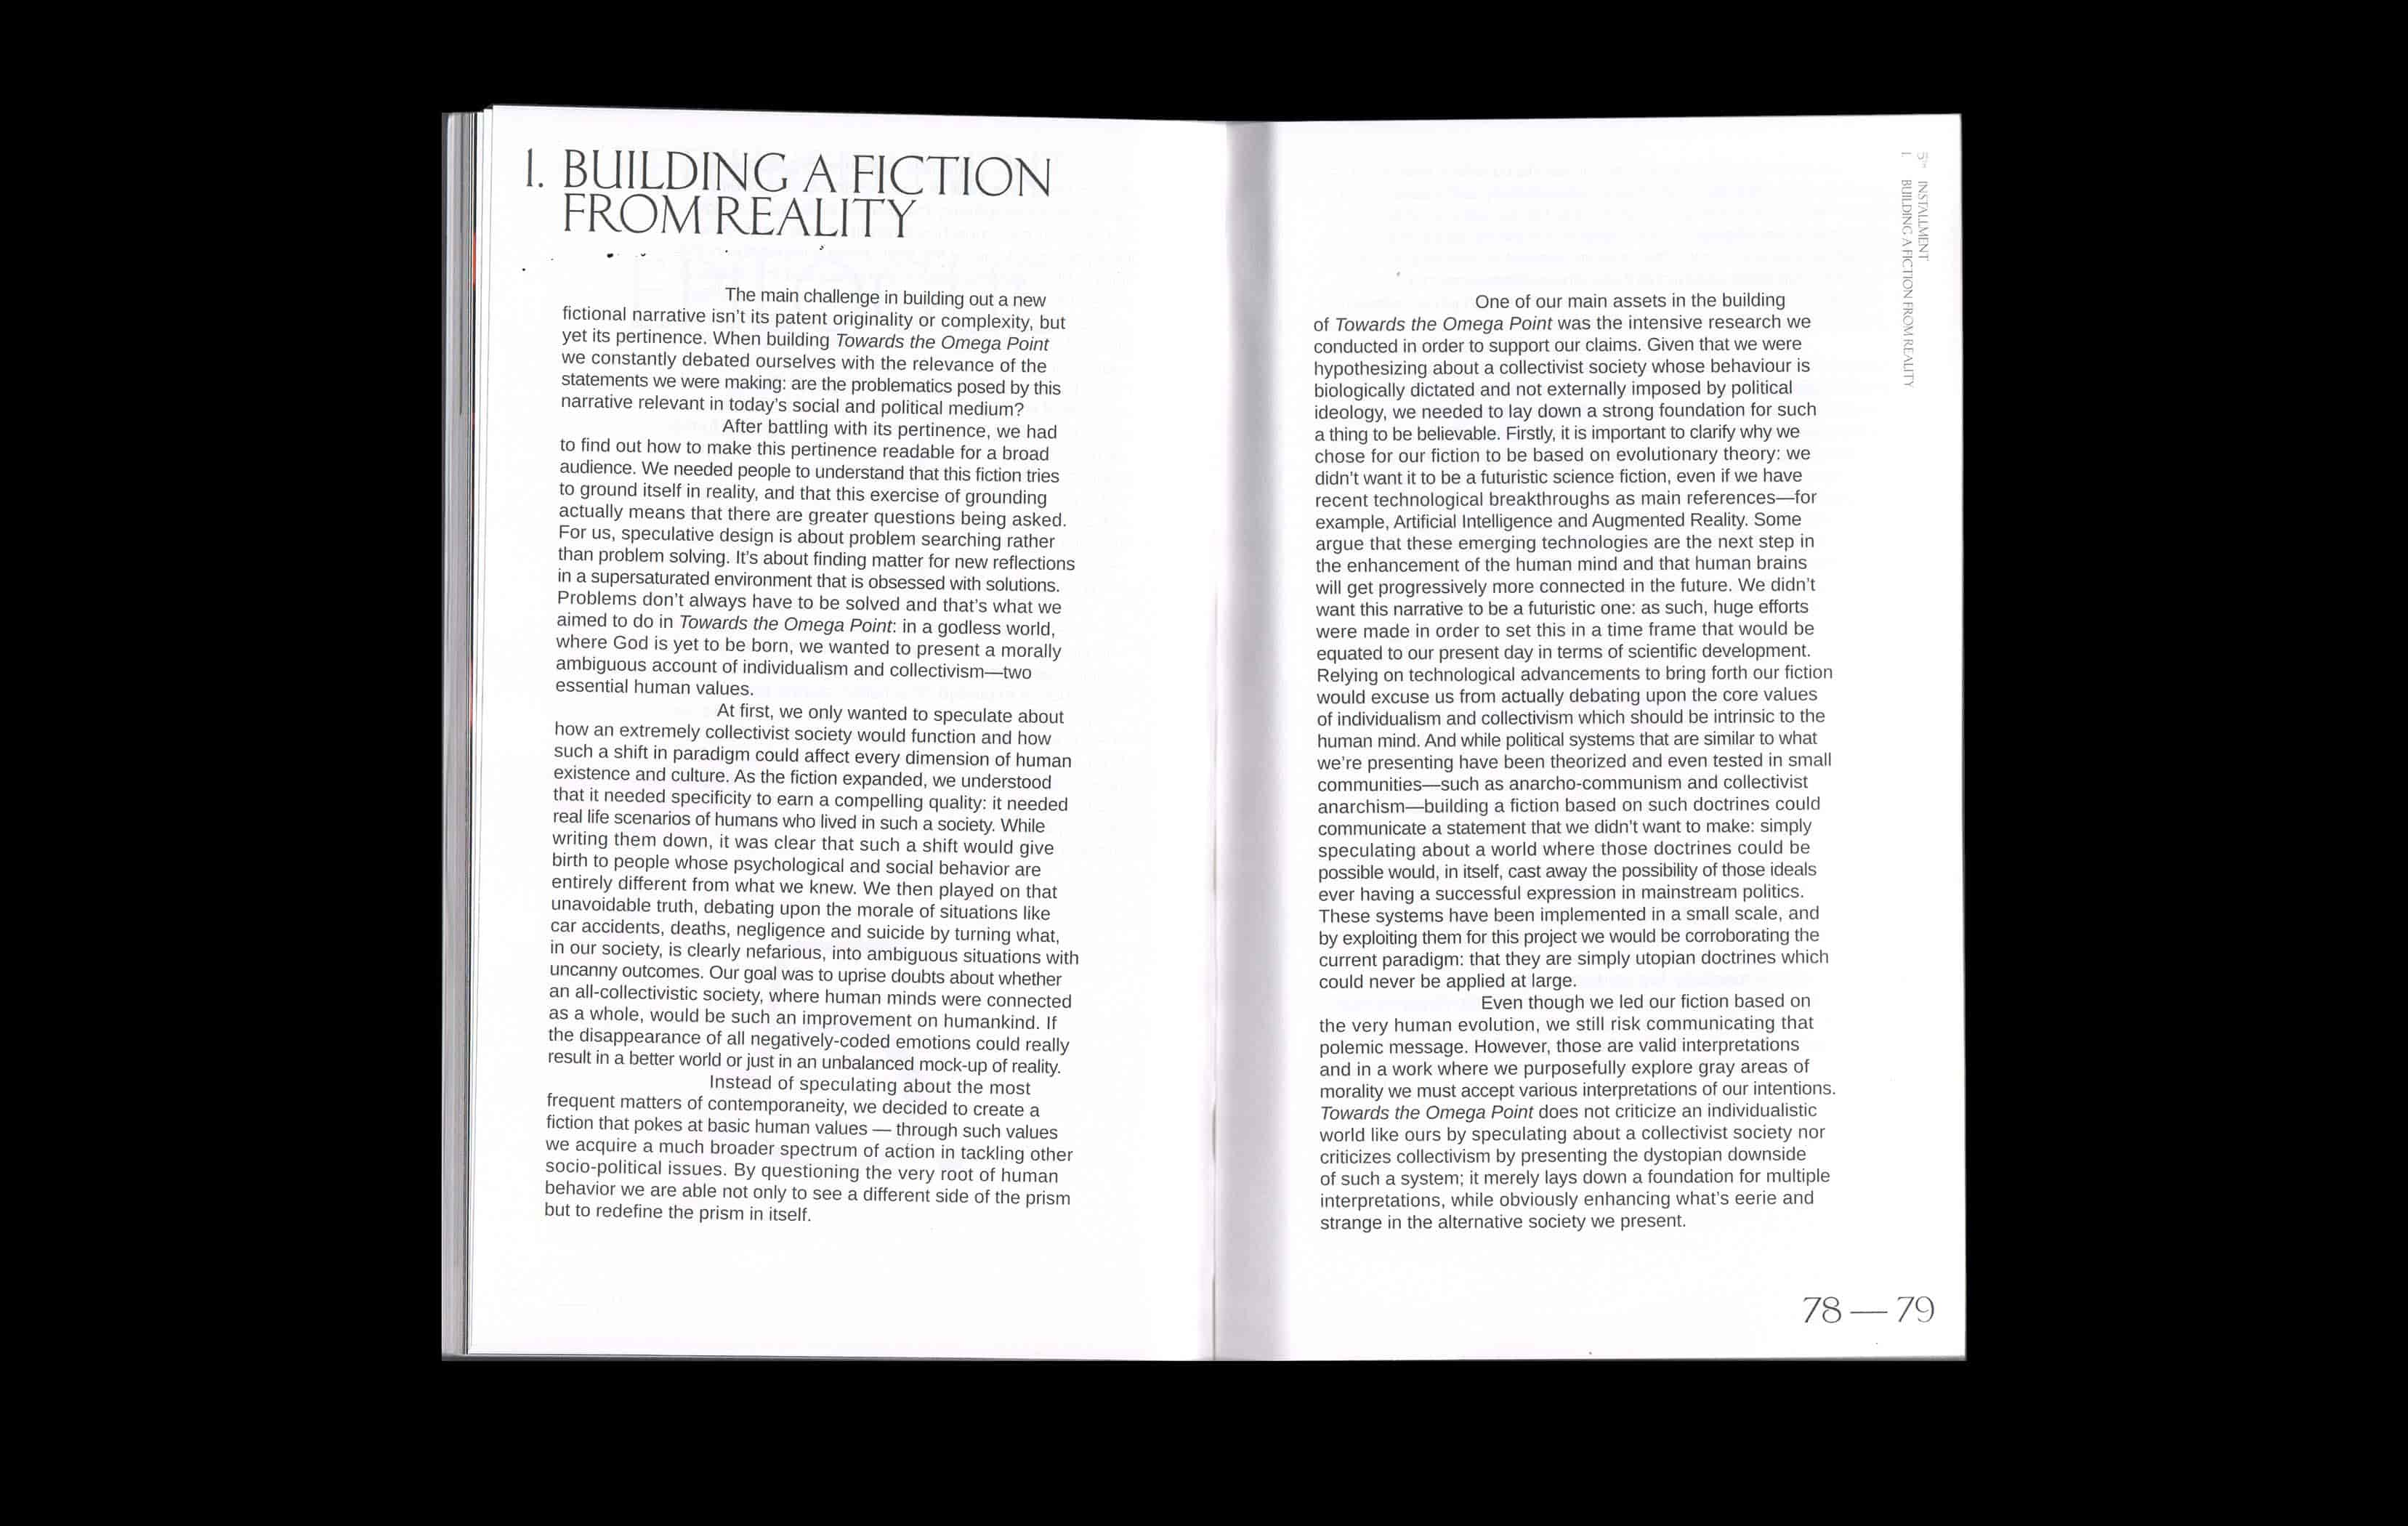 1. BUILDING A FICTION
FROM REALITY
The main challenge in building out a new
fictional narrative isn't its patent originality or complexity, but
yet its pertinence. When building Towards the Omega Point
we constantly debated ourselves with the relevance of the
statements we were making: are the problematics posed by this
narrative relevant in today's social and political medium?
After battling with its pertinence, we had
to find out how to make this pertinence readable for a broad
audience. We needed people to understand that this fiction tries
to ground itself in reality, and that this exercise of grounding
actually means that there are greater questions being asked.
For us, speculative design is about problem searching rather
than problem solving. It's about finding matter for new reflections
in a supersaturated environment that is obsessed with solutions.
Problems don't always have to be solved and that's what we
aimed to do in Towards the Omega Point: in a godless world,
where God is yet to be born, we wanted to present a morally
ambiguous account of individualism and collectivism—two
essential human values.
At first, we only wanted to speculate about
how an extremely collectivist society would function and how
such a shift in paradigm could affect every dimension of human
existence and culture. As the fiction expanded, we understood
that it needed specificity to earn a compelling quality: it needed
real life scenarios of humans who lived in such a society. While
writing them down, it was clear that such a shift would give
birth to people whose psychological and social behavior are
entirely different from what we knew. We then played on that
unavoidable truth, debating upon the morale of situations like
car accidents, deaths, negligence and suicide by turning what,
in our society, is clearly nefarious, into ambiguous situations with
uncanny outcomes. Our goal was to uprise doubts about whether
an all-collectivistic society, where human minds were connected
as a whole, would be such an improvement on humankind. If
the disappearance of all negatively-coded emotions could really
result in a better world or just in an unbalanced mock-up of reality.
Instead of speculating about the most
frequent matters of contemporaneity, we decided to create a
fiction that pokes at basic human values — through such values
we acquire a much broader spectrum of action in tackling other
socio-political issues. By questioning the very root of human
behavior we are able not only to see a different side of the prism
but to redefine the prism in itself.
One of our main assets in the building
of Towards the Omega Point was the intensive research we
conducted in order to support our claims. Given that we were
hypothesizing about a collectivist society whose behaviour is
biologically dictated and not externally imposed by political
ideology, we needed to lay down a strong foundation for such
a thing to be believable. Firstly, it is important to clarify why we
chose for our fiction to be based on evolutionary theory: we
didn't want it to be a futuristic science fiction, even if we have
recent technological breakthroughs as main references—for
example, Artificial Intelligence and Augmented Reality. Some
argue that these emerging technologies are the next step in
the enhancement of the human mind and that human brains
will get progressively more connected in the future. We didn't
want this narrative to be a futuristic one: as such, huge efforts
were made in order to set this in a time frame that would be
equated to our present day in terms of scientific development.
Relying on technological advancements to bring forth our fiction
would excuse us from actually debating upon the core values
of individualism and collectivism which should be intrinsic to the
human mind. And while political systems that are similar to what
we're presenting have been theorized and even tested in small
communities—such as anarcho-communism and collectivist
anarchism—building a fiction based on such doctrines could
communicate a statement that we didn't want to make: simply
speculating about a world where those doctrines could be
possible would, in itself, cast away the possibility of those ideals
ever having a successful expression in mainstream politics.
These systems have been implemented in a small scale, and
by exploiting them for this project we would be corroborating the
current paradigm: that they are simply utopian doctrines which
could never be applied at large.
Even though we led our fiction based on
the very human evolution, we still risk communicating that
polemic message. However, those are valid interpretations
and in a work where we purposefully explore gray areas of
morality we must accept various interpretations of our intentions.
Towards the Omega Point does not criticize an individualistic
world like ours by speculating about a collectivist society nor
criticizes collectivism by presenting the dystopian downside
of such a system; it merely lays down a foundation for multiple
interpretations, while obviously enhancing what's eerie and
strange in the alternative society we present.
5th INSTALLMENT
1 BUILDING A FICTION FROM REALITY
78 — 79